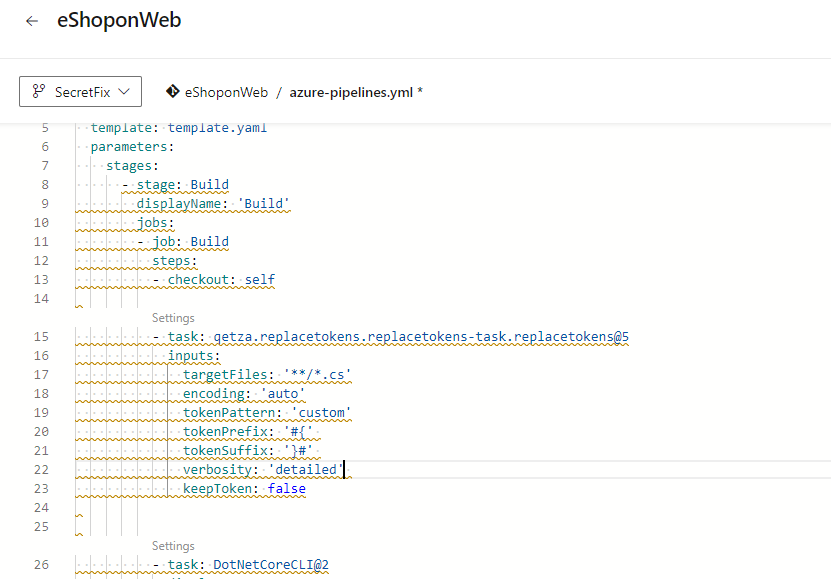 eShoponWeb
SecretFix eShoponWeb / azure-pipelines.yml *
5 template: template.yaml
6 parameters:
7 stages:
8 - stage: Build
9 displayName: 'Build'
10 jobs:
11 - job: Build
12 steps:
13 - checkout: self
14
Settings
15 - task: qetza.replacetokens.replacetokens-task.replacetokens@5
16 inputs:
17 targetFiles: '**/*.cs'
18 encoding: 'auto'
19 tokenPattern: 'custom'
20 tokenPrefix: '#{'
21 tokenSuffix: '}#'
22 verbosity: 'detailed'
23 keepToken: false
24
25
Settings
26 - task: DotNetCoreCLI@2